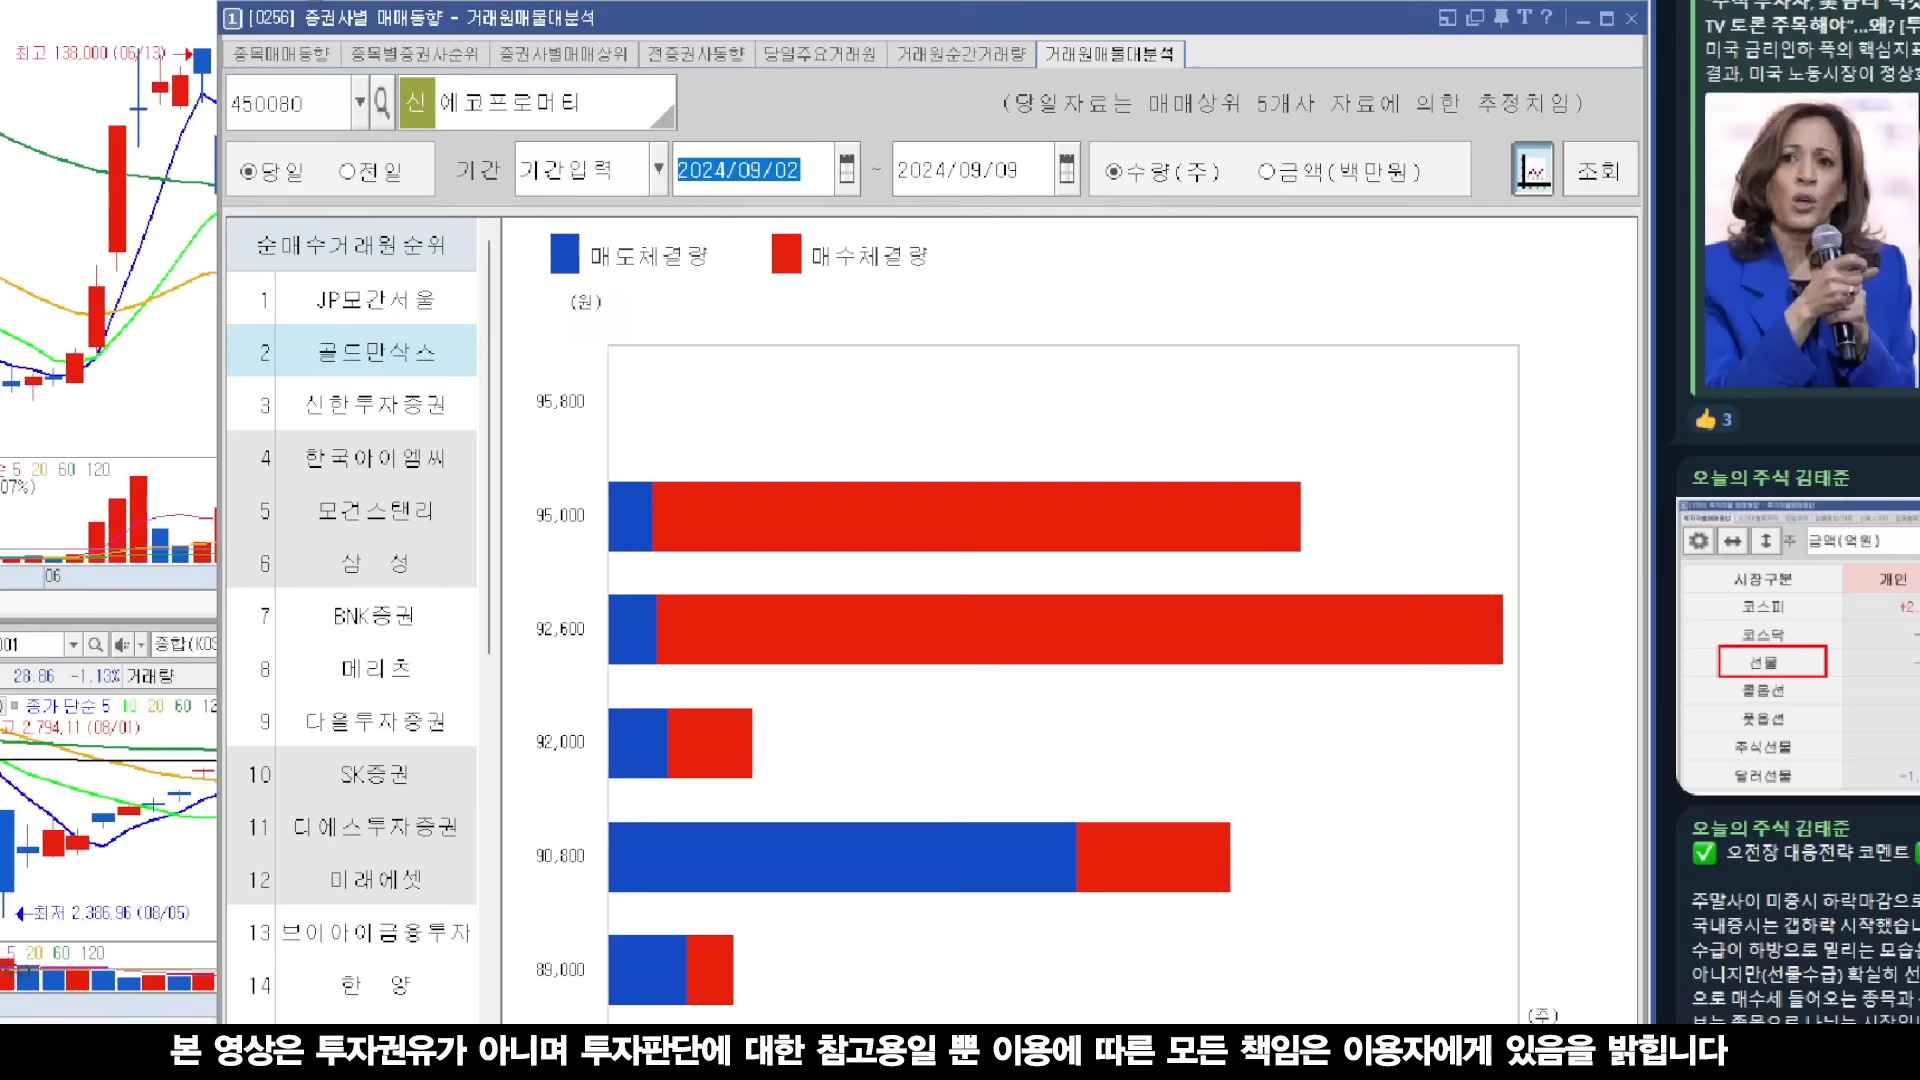 1 [0256] 증권사별 매매동향 - 거래원매물대분석
종목매매동향 종목별증권사순위 증권사별매매상위 전증권사동향 당일주요거래원 거래원순간거래량 거래원매물대분석
450080 신 에코프로머티 (당일자료는 매매상위 5개사 자료에 의한 추정치임)
당일 전일 기간 기간입력 2024/09/02 ~ 2024/09/09 수량(주) 금액(백만원) 조회
순매수거래원순위
1 JP모간서울
2 골드만삭스
3 신한투자증권
4 한국아이엠씨
5 모건스탠리
6 삼 성
7 BNK증권
8 메리츠
9 다올투자증권
10 SK증권
11 디에스투자증권
12 미래에셋
13 브이아이금융투자
14 한 양
매도체결량 매수체결량
(원)
95,800
95,000
92,600
92,000
90,800
89,000
(주)
최고 138,000 (06/13)
5 20 60 120
07%)
06
001 종합(KOS
28.86 -1.13% 거래량
종가 단순 5 10 20 60 12
고 2,794.11 (08/01)
최저 2,386.96 (08/05)
5 20 60 120
TV 토론 주목해야"...왜? [투
미국 금리인하 폭의 핵심지표
결과, 미국 노동시장이 정상화
3
오늘의 주식 김태준
주 금액(억원)
시장구분 개인
코스피 +2,
코스닥 -
선물 -
콜옵션
풋옵션
주식선물
달러선물 -1,
오늘의 주식 김태준
오전장 대응전략 코멘트
주말사이 미증시 하락마감으로
국내증시는 갭하락 시작했습니
수급이 하방으로 밀리는 모습은
아니지만(선물수급) 확실히 선
으로 매수세 들어오는 종목과
본 영상은 투자권유가 아니며 투자판단에 대한 참고용일 뿐 이용에 따른 모든 책임은 이용자에게 있음을 밝힙니다